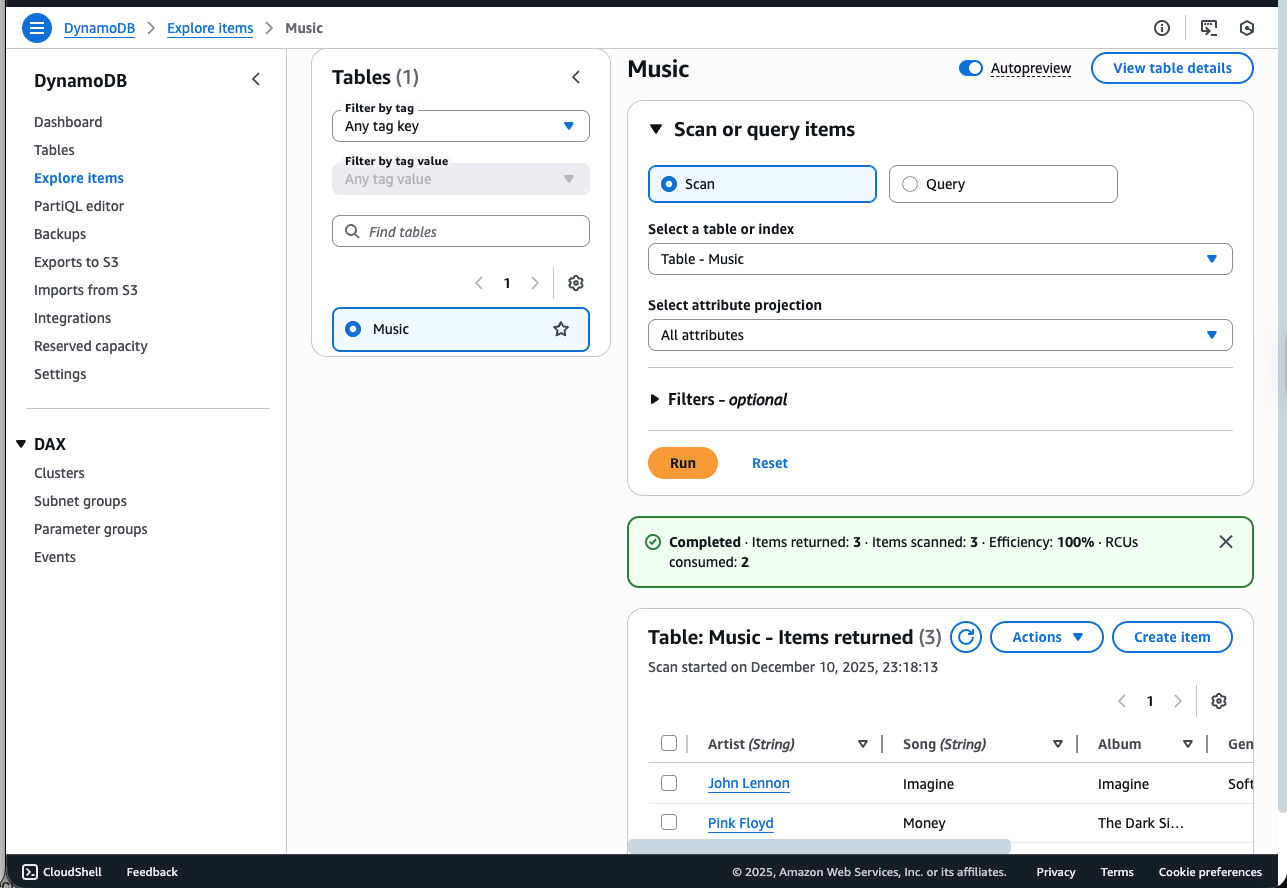 DynamoDB > Explore items > Music
DynamoDB
Dashboard
Tables
Explore items
PartiQL editor
Backups
Exports to S3
Imports from S3
Integrations
Reserved capacity
Settings
DAX
Clusters
Subnet groups
Parameter groups
Events
Tables (1)
Filter by tag
Any tag key
Filter by tag value
Any tag value
Find tables
1
Music
Music
Autopreview
View table details
Scan or query items
Scan
Query
Select a table or index
Table - Music
Select attribute projection
All attributes
Filters - optional
Run
Reset
Completed · Items returned: 3 · Items scanned: 3 · Efficiency: 100% · RCUs
consumed: 2
Table: Music - Items returned (3)
Actions
Create item
Scan started on December 10, 2025, 23:18:13
1
Artist (String) Song (String) Album Gen
John Lennon Imagine Imagine Soft
Pink Floyd Money The Dark Si...
CloudShell Feedback © 2025, Amazon Web Services, Inc. or its affiliates. Privacy Terms Cookie preferences